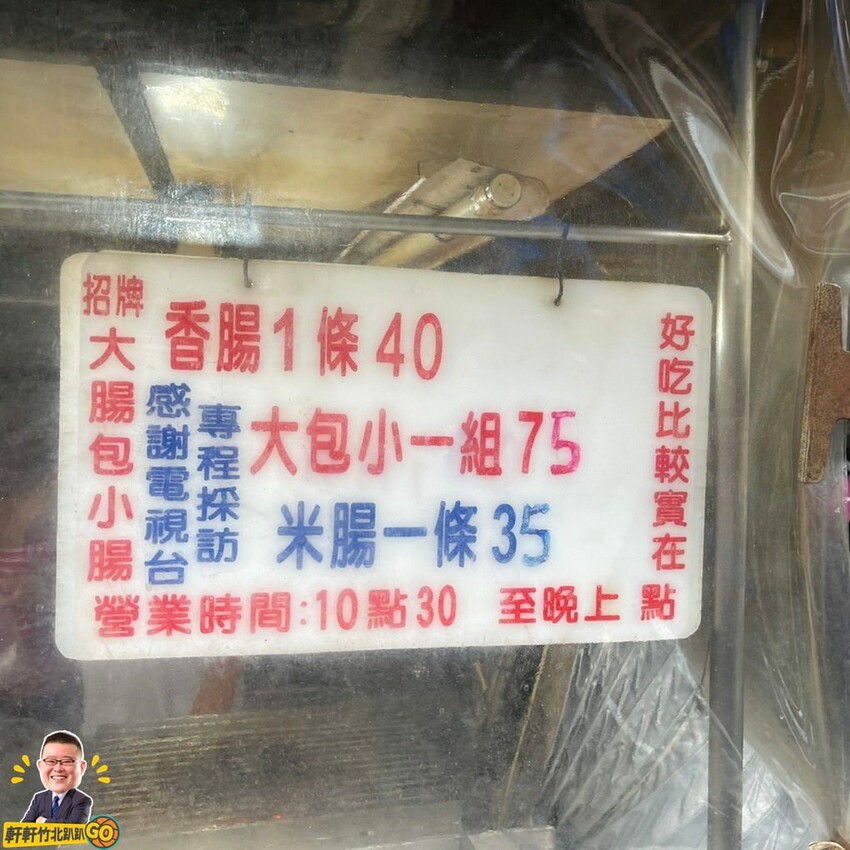 招牌
大腸包小腸
香腸1條40
感謝電視台
專程採訪
大包小一組75
米腸一條35
好吃比較實在
營業時間:10點30 至晚上 點
軒軒竹北趴趴GO